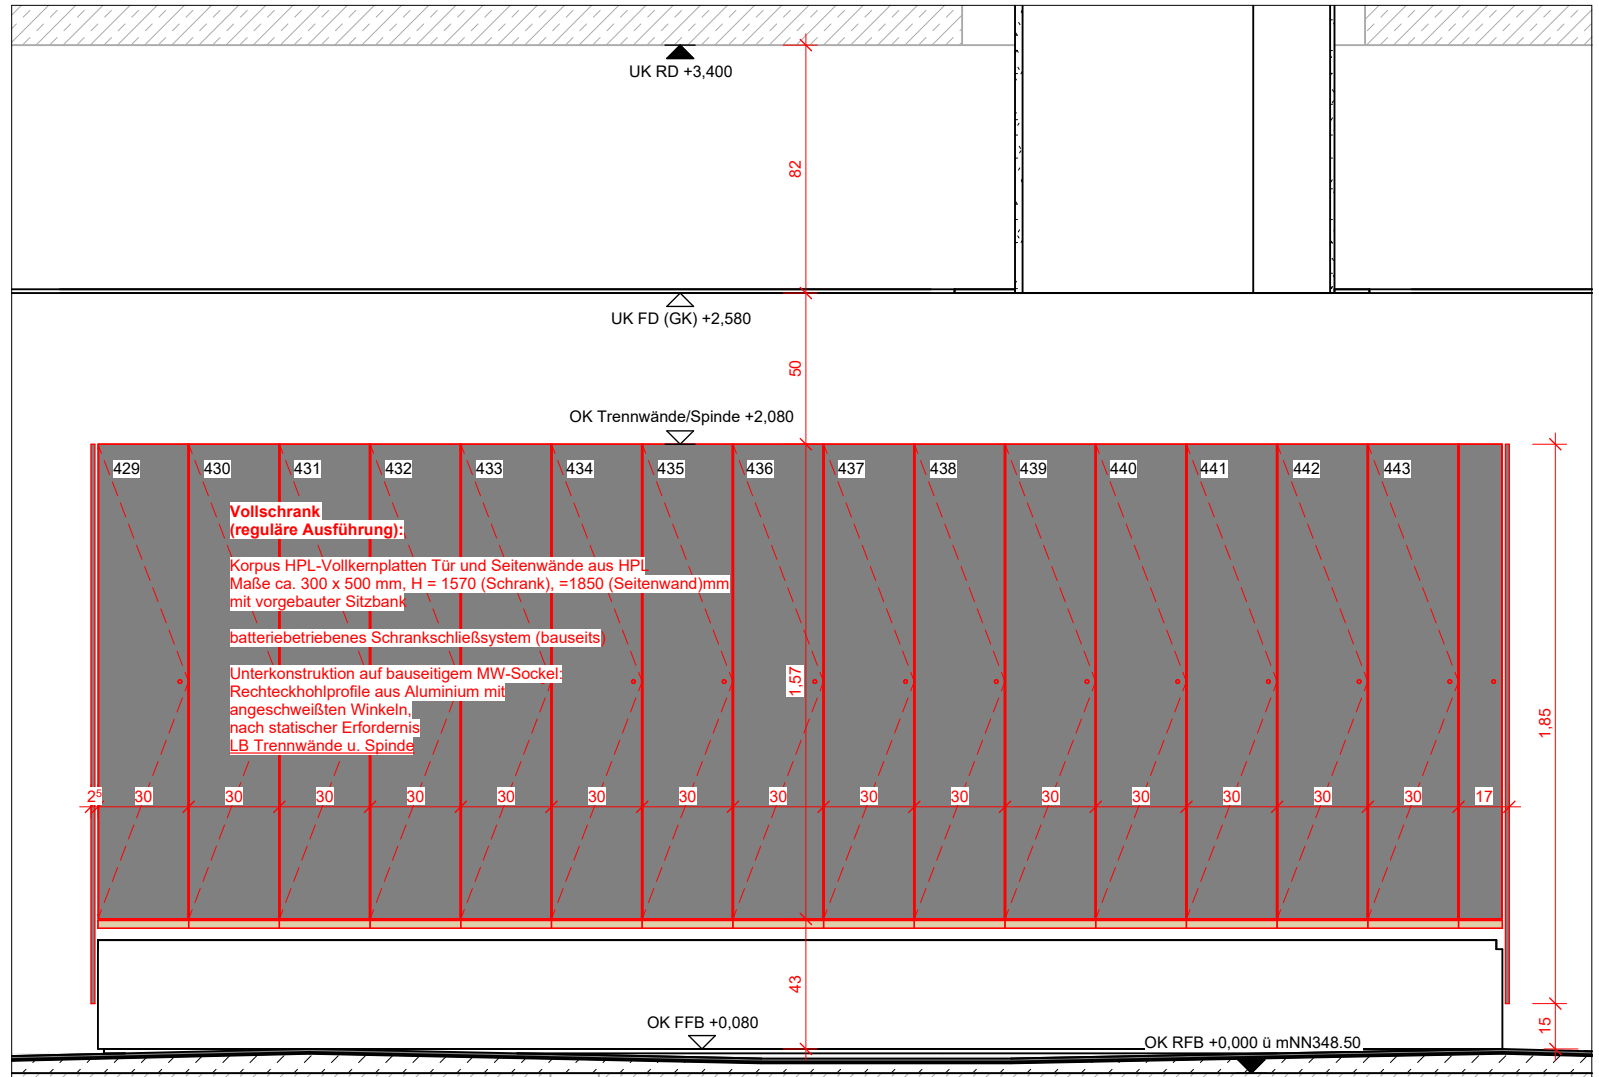 UK RD +3,400
82
UK FD (GK) +2,580
50
OK Trennwände/Spinde +2,080
429 430 431 432 433 434 435 436 437 438 439 440 441 442 443
Vollschrank
(reguläre Ausführung):
Korpus HPL-Vollkernplatten Tür und Seitenwände aus HPL
Maße ca. 300 x 500 mm, H = 1570 (Schrank), =1850 (Seitenwand)mm
mit vorgebauter Sitzbank
batteriebetriebenes Schrankschließsystem (bauseits)
Unterkonstruktion auf bauseitigem MW-Sockel:
Rechteckhohlprofile aus Aluminium mit
angeschweißten Winkeln,
nach statischer Erfordernis
LB Trennwände u. Spinde
1,57
1,85
2⁵ 30 30 30 30 30 30 30 30 30 30 30 30 30 30 30 17
43
15
OK FFB +0,080
OK RFB +0,000 ü mNN348.50